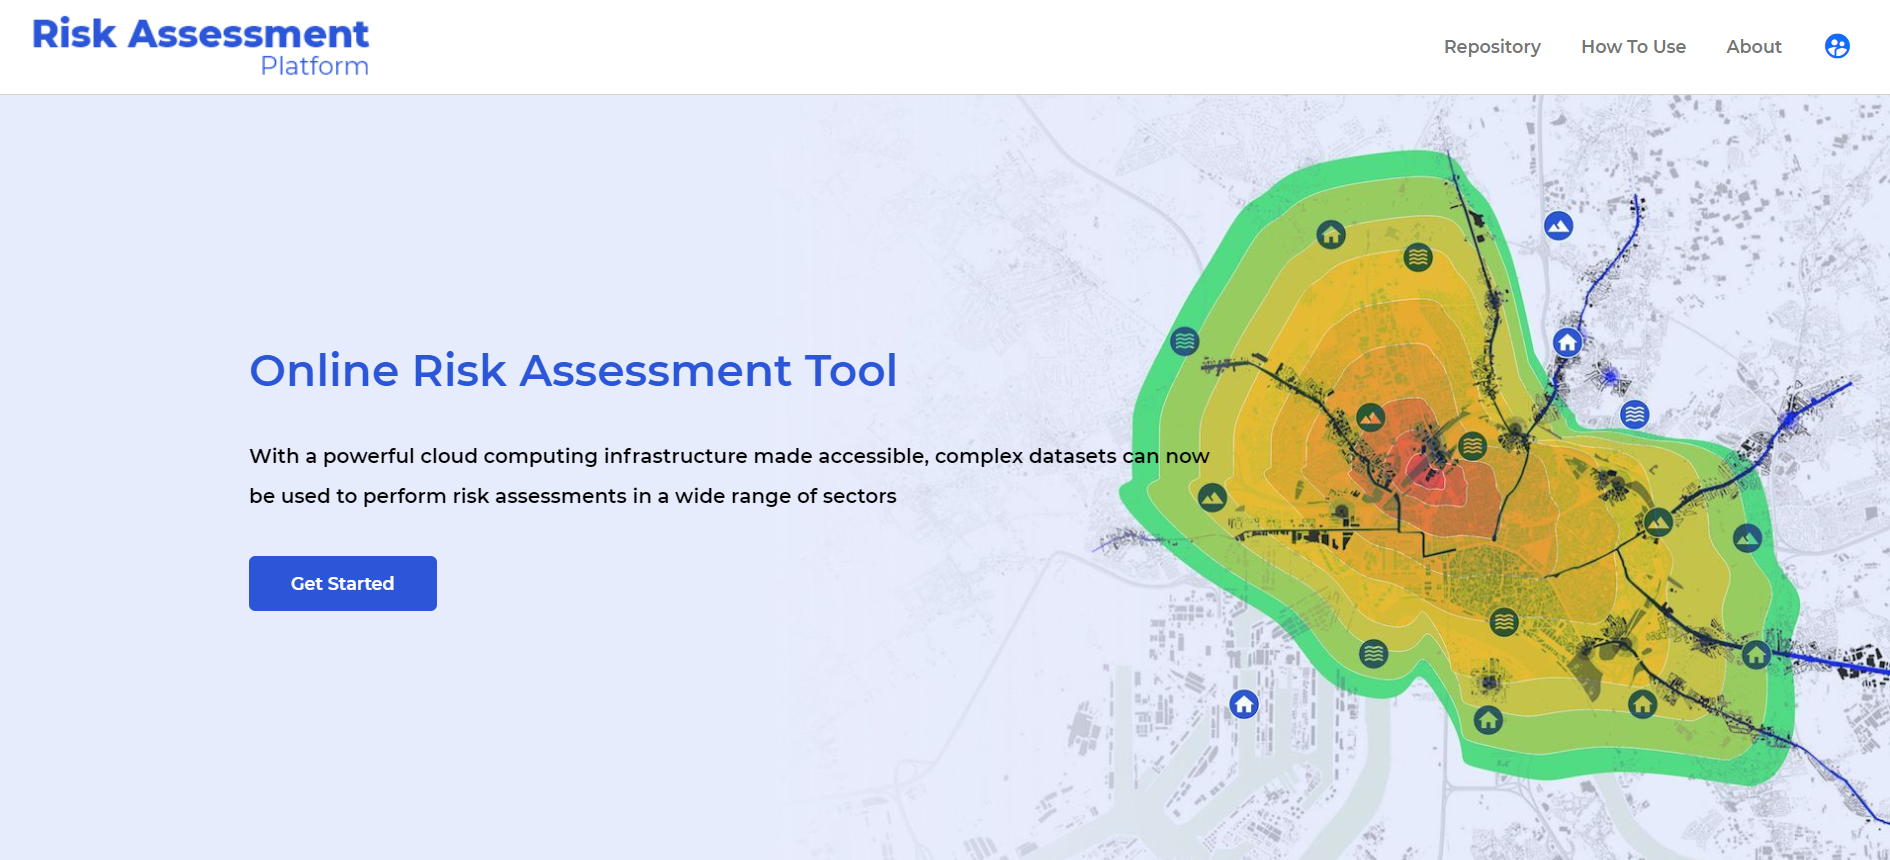 Risk Assessment
Platform
Repository
How To Use
About
Online Risk Assessment Tool
With a powerful cloud computing infrastructure made accessible, complex datasets can now
be used to perform risk assessments in a wide range of sectors
Get Started